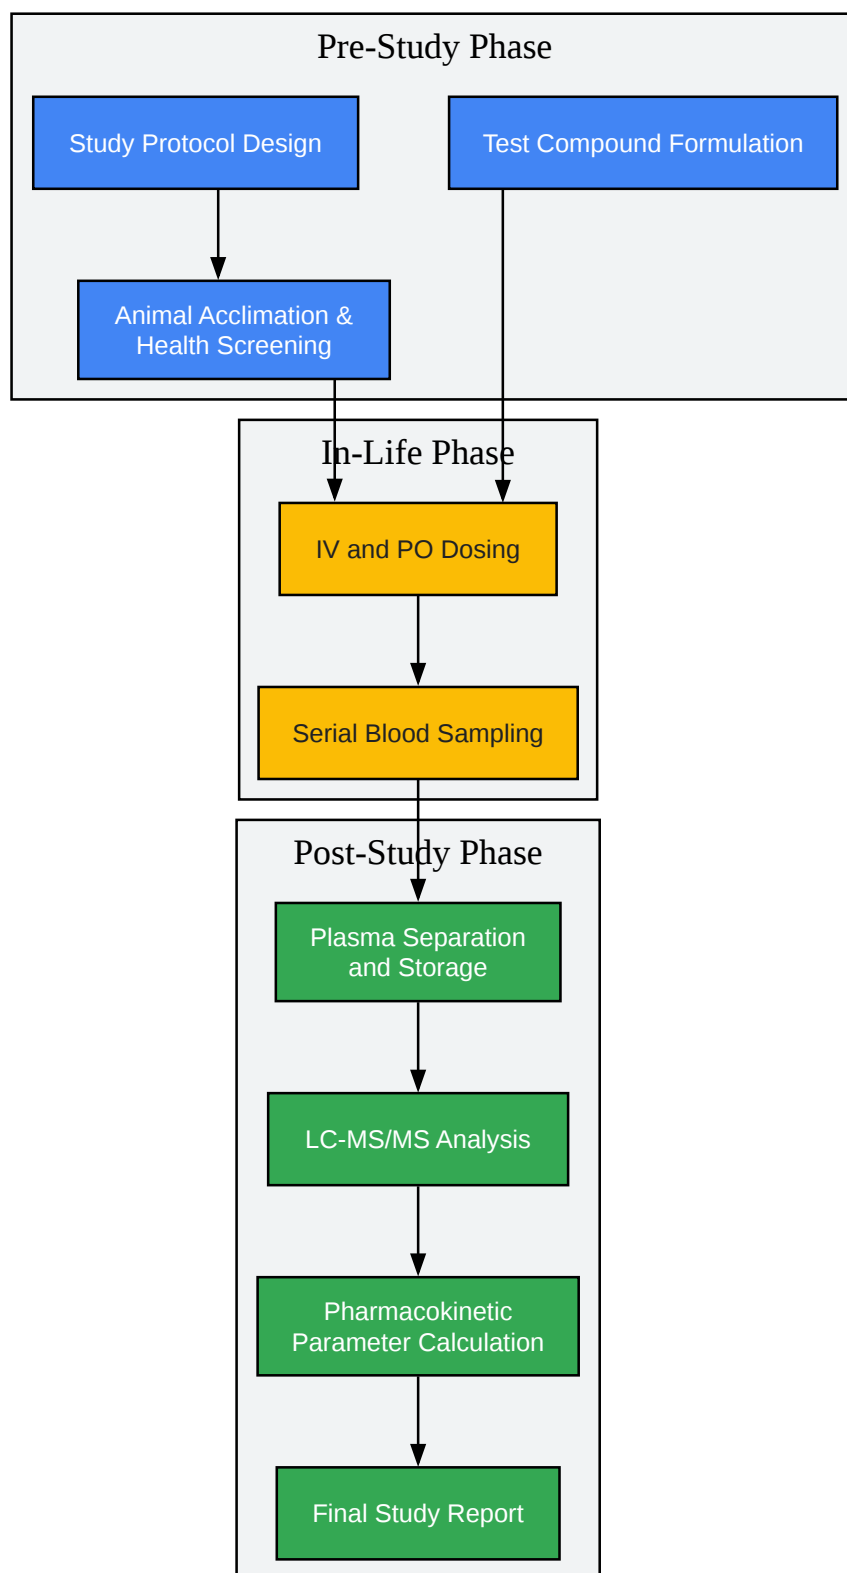 Pre-Study Phase
Study Protocol Design
Test Compound Formulation
Animal Acclimation &
Health Screening
In-Life Phase
IV and PO Dosing
Serial Blood Sampling
Post-Study Phase
Plasma Separation
and Storage
LC-MS/MS Analysis
Pharmacokinetic
Parameter Calculation
Final Study Report